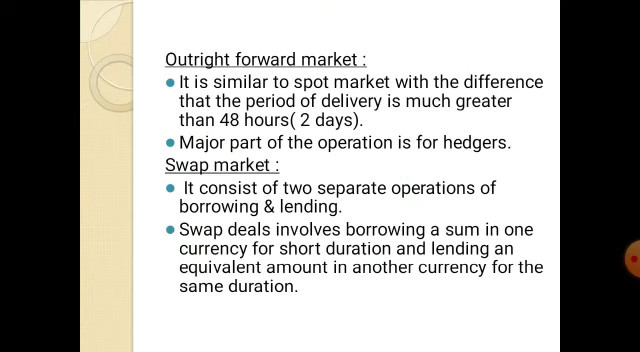 Outright forward market :
It is similar to spot market with the difference
that the period of delivery is much greater
than 48 hours( 2 days).
Major part of the operation is for hedgers.
Swap market :
It consist of two separate operations of
borrowing & lending.
Swap deals involves borrowing a sum in one
currency for short duration and lending an
equivalent amount in another currency for the
same duration.